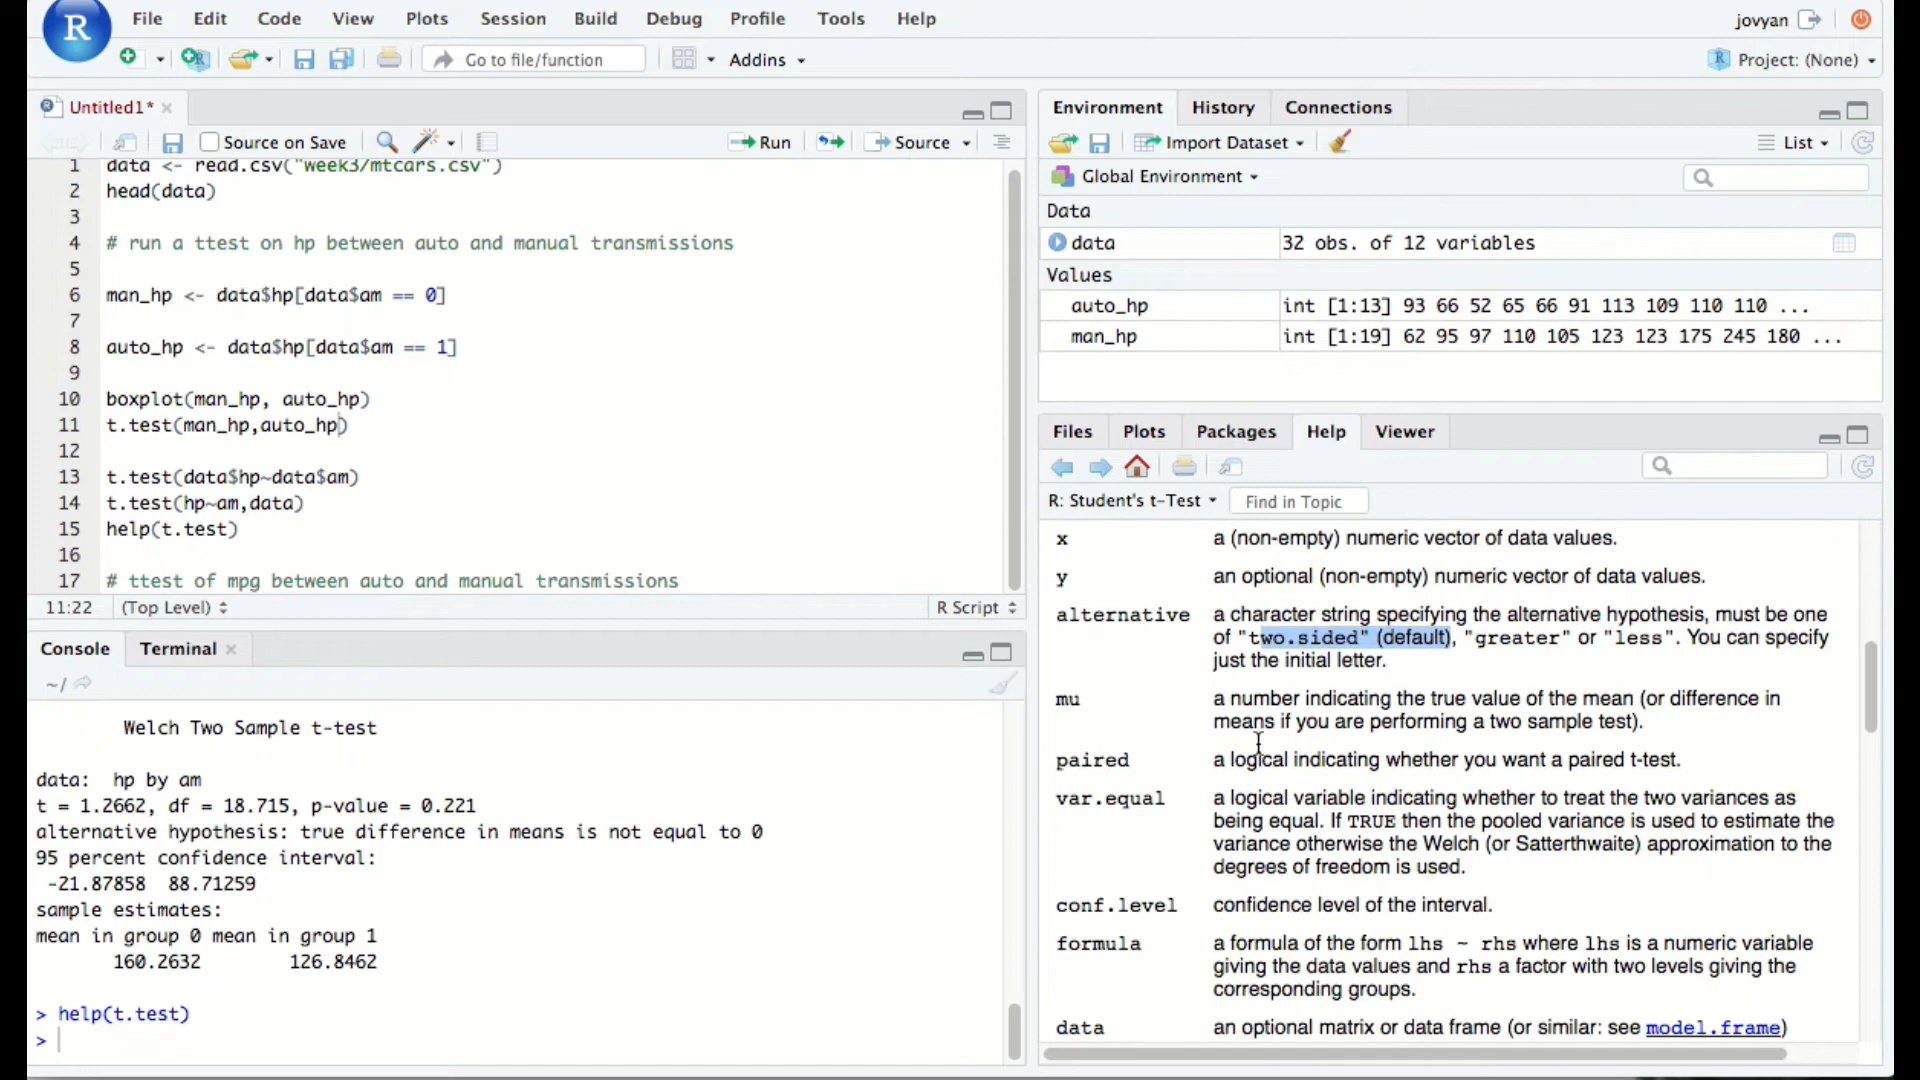 R
File Edit Code View Plots Session Build Debug Profile Tools Help
jovyan
Go to file/function
Addins
Project: (None)
Untitled1*
Source on Save
Run
Source
1 data <- read.csv("week3/mtcars.csv")
2 head(data)
3
4 # run a ttest on hp between auto and manual transmissions
5
6 man_hp <- data$hp[data$am == 0]
7
8 auto_hp <- data$hp[data$am == 1]
9
10 boxplot(man_hp, auto_hp)
11 t.test(man_hp,auto_hp)
12
13 t.test(data$hp~data$am)
14 t.test(hp~am,data)
15 help(t.test)
16
17 # ttest of mpg between auto and manual transmissions
11:22 (Top Level) R Script
Console Terminal
~/
Welch Two Sample t-test
data: hp by am
t = 1.2662, df = 18.715, p-value = 0.221
alternative hypothesis: true difference in means is not equal to 0
95 percent confidence interval:
-21.87858 88.71259
sample estimates:
mean in group 0 mean in group 1
160.2632 126.8462
> help(t.test)
>
Environment History Connections
Import Dataset
List
Global Environment
Data
data 32 obs. of 12 variables
Values
auto_hp int [1:13] 93 66 52 65 66 91 113 109 110 110 ...
man_hp int [1:19] 62 95 97 110 105 123 123 175 245 180 ...
Files Plots Packages Help Viewer
R: Student's t-Test Find in Topic
x a (non-empty) numeric vector of data values.
y an optional (non-empty) numeric vector of data values.
alternative a character string specifying the alternative hypothesis, must be one
of "two.sided" (default), "greater" or "less". You can specify
just the initial letter.
mu a number indicating the true value of the mean (or difference in
means if you are performing a two sample test).
paired a logical indicating whether you want a paired t-test.
var.equal a logical variable indicating whether to treat the two variances as
being equal. If TRUE then the pooled variance is used to estimate the
variance otherwise the Welch (or Satterthwaite) approximation to the
degrees of freedom is used.
conf.level confidence level of the interval.
formula a formula of the form lhs ~ rhs where lhs is a numeric variable
giving the data values and rhs a factor with two levels giving the
corresponding groups.
data an optional matrix or data frame (or similar: see model.frame)